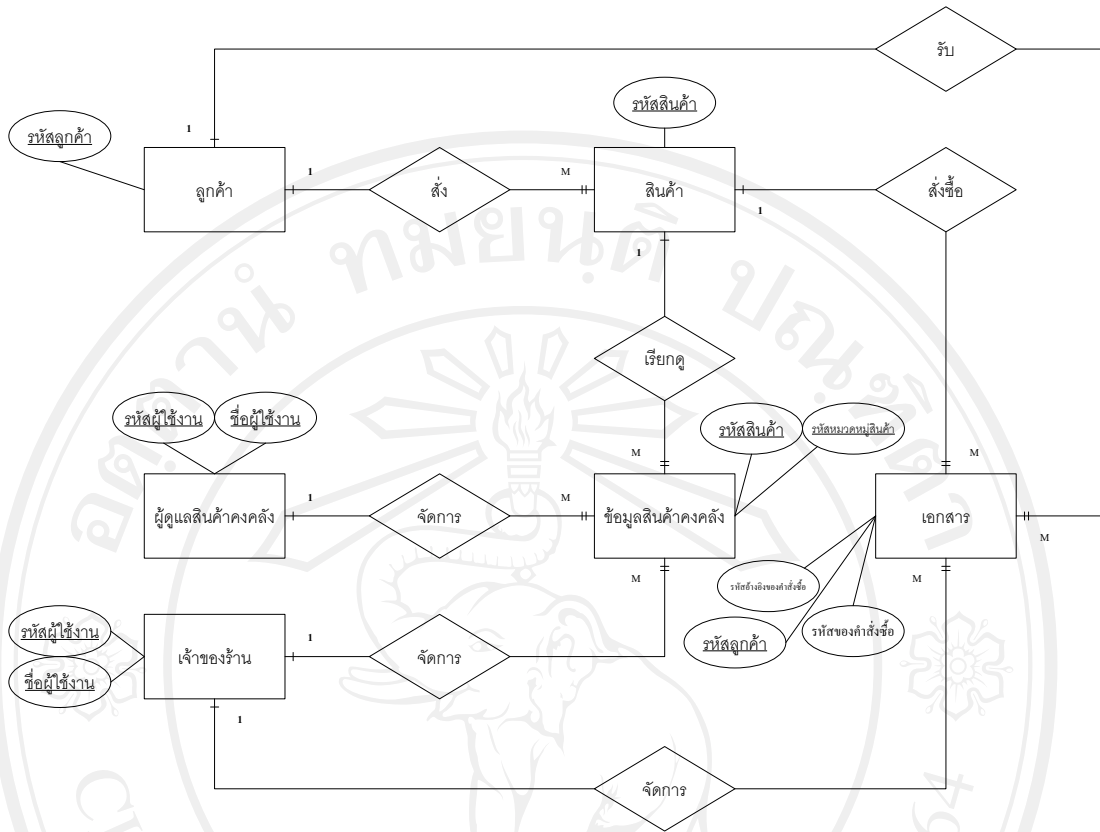 รับ
รหัสสินค้า
รหัสลูกค้า
1
ลูกค้า
1
สั่ง
M
สินค้า
1
สั่งซื้อ
1
เรียกดู
รหัสผู้ใช้งาน
ชื่อผู้ใช้งาน
รหัสสินค้า
รหัสหมวดหมู่สินค้า
M
M
ผู้ดูแลสินค้าคงคลัง
1
จัดการ
M
ข้อมูลสินค้าคงคลัง
เอกสาร
M
M
M
รหัสอ้างอิงของคำสั่งซื้อ
รหัสลูกค้า
รหัสของคำสั่งซื้อ
รหัสผู้ใช้งาน
ชื่อผู้ใช้งาน
เจ้าของร้าน
1
จัดการ
1
จัดการ